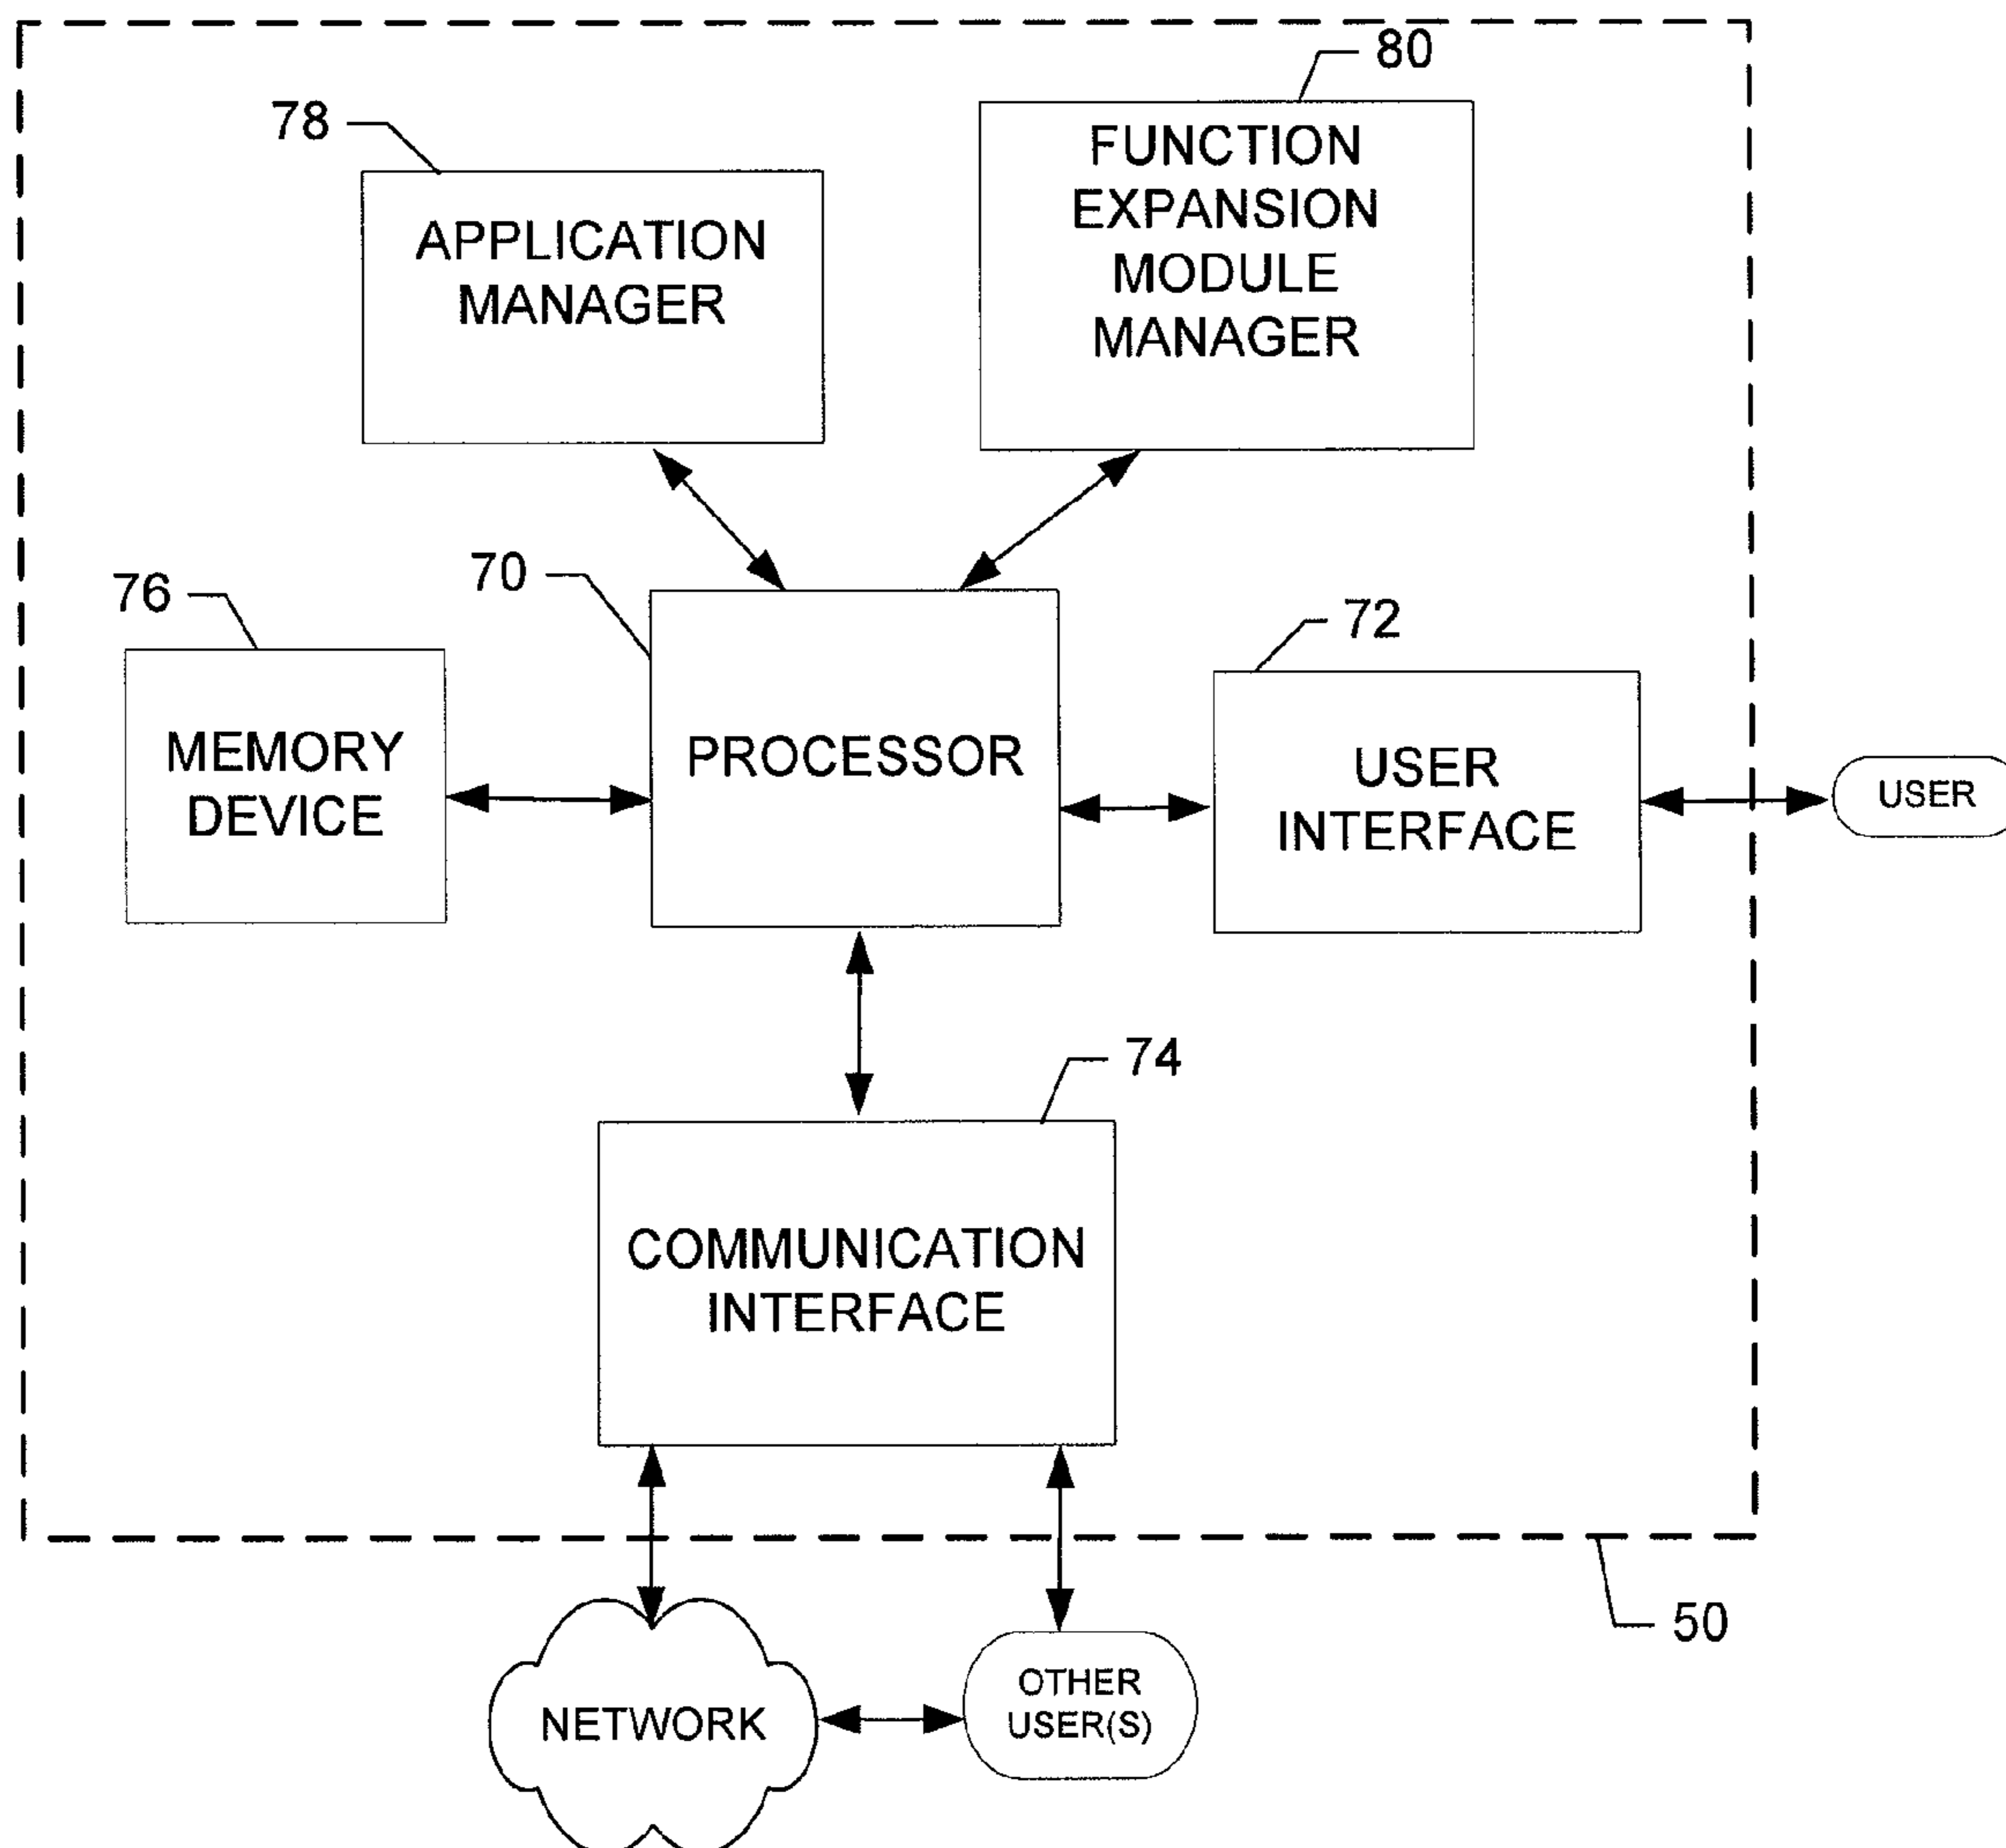 80
78
FUNCTION
EXPANSION
MODULE
MANAGER
APPLICATION
MANAGER
70
76
72
MEMORY
DEVICE
PROCESSOR
USER
INTERFACE
USER
74
COMMUNICATION
INTERFACE
50
NETWORK
OTHER
USER(S)